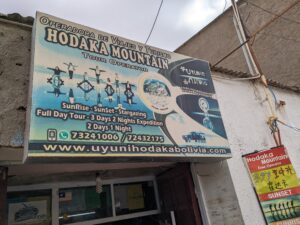 Operadora de Viajes y Turismo
Hodaka Mountain
Tour Operator
Sunrise - Sunset - Stargazing
Full Day Tour - 3 Days 2 Nights Expedition
2 Days 1 Night
73241006 72432175
www.uyunihodakabolivia.com
Hodaka Mountain
SUNSET